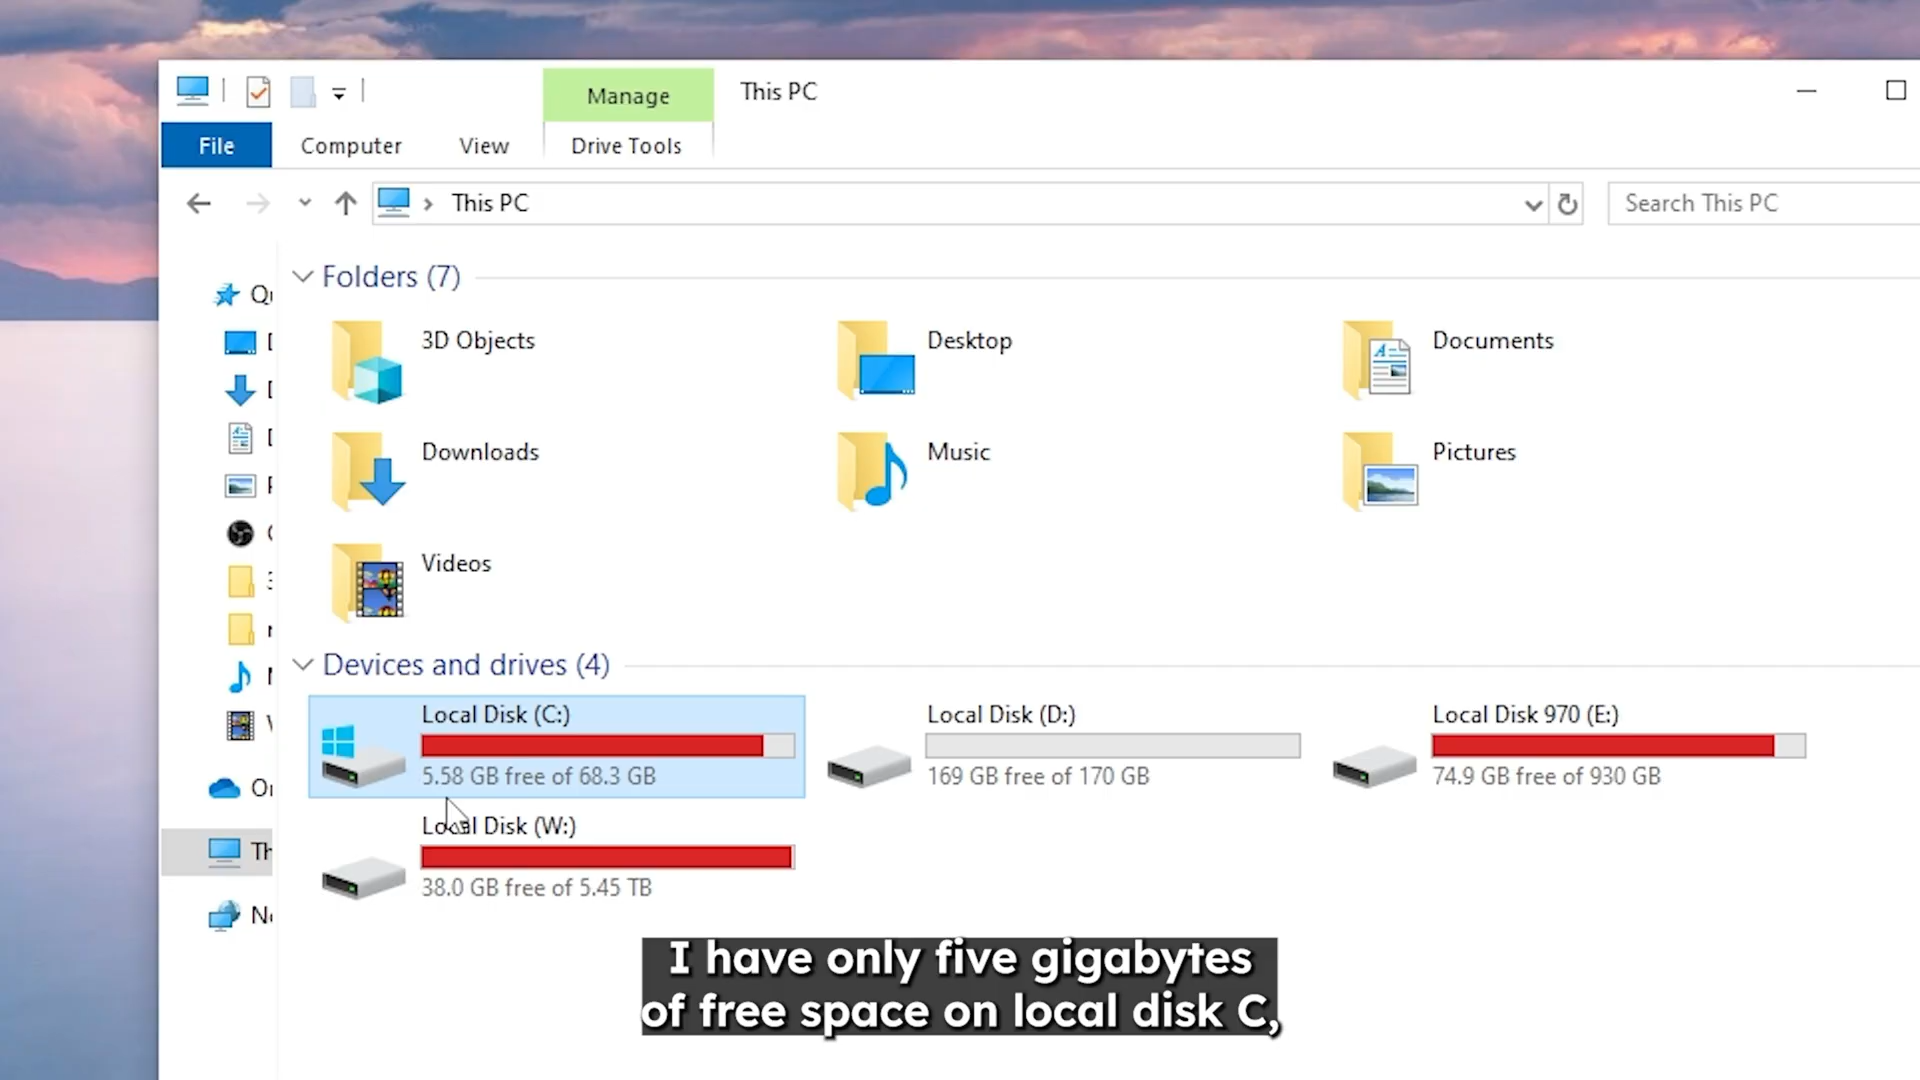 Manage
This PC
File
Computer
View
Drive Tools
This PC
Search This PC
Folders (7)
3D Objects
Desktop
Documents
Downloads
Music
Pictures
Videos
Devices and drives (4)
Local Disk (C:)
5.58 GB free of 68.3 GB
Local Disk (D:)
169 GB free of 170 GB
Local Disk 970 (E:)
74.9 GB free of 930 GB
Local Disk (W:)
38.0 GB free of 5.45 TB
I have only five gigabytes
of free space on local disk C,